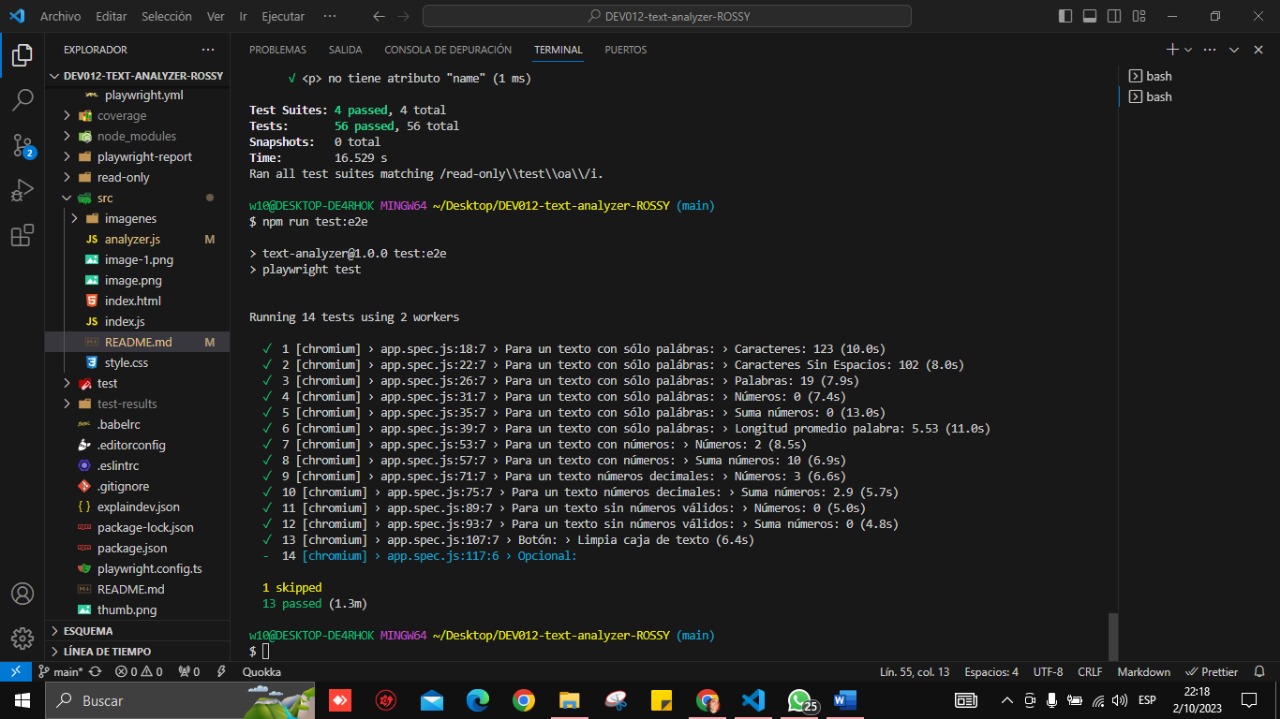 Archivo Editar Selección Ver Ir Ejecutar ··· DEV012-text-analyzer-ROSSY
EXPLORADOR ···
DEV012-TEXT-ANALYZER-ROSSY
playwright.yml
coverage
node_modules
playwright-report
read-only
src
imagenes
JS analyzer.js M
image-1.png
image.png
index.html
JS index.js
README.md M
style.css
test
test-results
.babelrc
.editorconfig
.eslintrc
.gitignore
{ } explaindev.json
package-lock.json
package.json
playwright.config.ts
README.md
thumb.png
ESQUEMA
LÍNEA DE TIEMPO
2
PROBLEMAS SALIDA CONSOLA DE DEPURACIÓN TERMINAL PUERTOS
√ <p> no tiene atributo "name" (1 ms)
Test Suites: 4 passed, 4 total
Tests: 56 passed, 56 total
Snapshots: 0 total
Time: 16.529 s
Ran all test suites matching /read-only\\test\\oa\\/i.
w10@DESKTOP-DE4RHOK MINGW64 ~/Desktop/DEV012-text-analyzer-ROSSY (main)
$ npm run test:e2e
> text-analyzer@1.0.0 test:e2e
> playwright test
Running 14 tests using 2 workers
✓ 1 [chromium] › app.spec.js:18:7 › Para un texto con sólo palábras: › Caracteres: 123 (10.0s)
✓ 2 [chromium] › app.spec.js:22:7 › Para un texto con sólo palábras: › Caracteres Sin Espacios: 102 (8.0s)
✓ 3 [chromium] › app.spec.js:26:7 › Para un texto con sólo palábras: › Palabras: 19 (7.9s)
✓ 4 [chromium] › app.spec.js:31:7 › Para un texto con sólo palábras: › Números: 0 (7.4s)
✓ 5 [chromium] › app.spec.js:35:7 › Para un texto con sólo palábras: › Suma números: 0 (13.0s)
✓ 6 [chromium] › app.spec.js:39:7 › Para un texto con sólo palábras: › Longitud promedio palabra: 5.53 (11.0s)
✓ 7 [chromium] › app.spec.js:53:7 › Para un texto con números: › Números: 2 (8.5s)
✓ 8 [chromium] › app.spec.js:57:7 › Para un texto con números: › Suma números: 10 (6.9s)
✓ 9 [chromium] › app.spec.js:71:7 › Para un texto números decimales: › Números: 3 (6.6s)
✓ 10 [chromium] › app.spec.js:75:7 › Para un texto números decimales: › Suma números: 2.9 (5.7s)
✓ 11 [chromium] › app.spec.js:89:7 › Para un texto sin números válidos: › Números: 0 (5.0s)
✓ 12 [chromium] › app.spec.js:93:7 › Para un texto sin números válidos: › Suma números: 0 (4.8s)
✓ 13 [chromium] › app.spec.js:107:7 › Botón: › Limpia caja de texto (6.4s)
- 14 [chromium] › app.spec.js:117:6 › Opcional:
1 skipped
13 passed (1.3m)
w10@DESKTOP-DE4RHOK MINGW64 ~/Desktop/DEV012-text-analyzer-ROSSY (main)
$
bash
bash
main* 0 0 0 Quokka Lín. 55, col. 13 Espacios: 4 UTF-8 CRLF Markdown Prettier
Buscar 25 ESP 22:18
2/10/2023